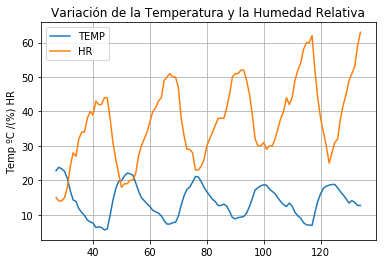 Variación de la Temperatura y la Humedad Relativa
TEMP
HR
Temp ºC /(%) HR
60
50
40
30
20
10
40 60 80 100 120